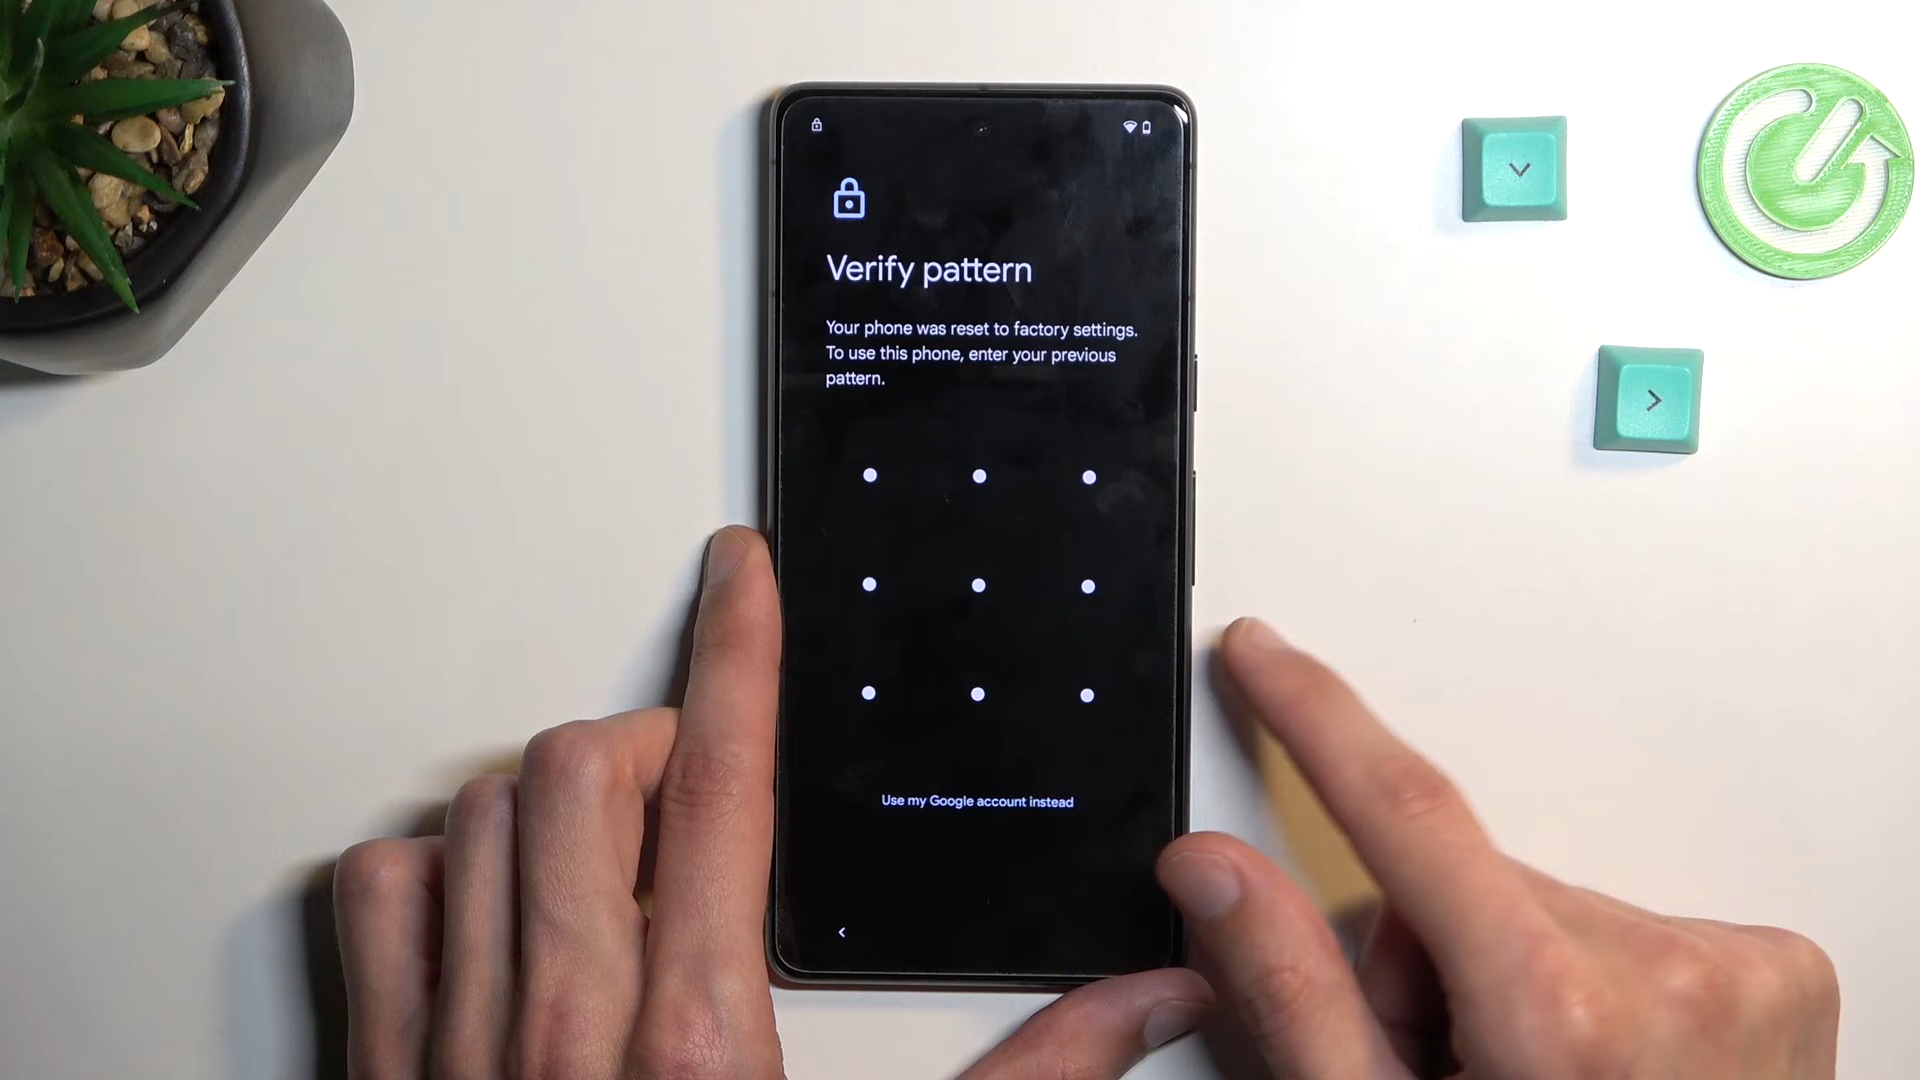 Verify pattern
Your phone was reset to factory settings.
To use this phone, enter your previous
pattern.
Use my Google account instead